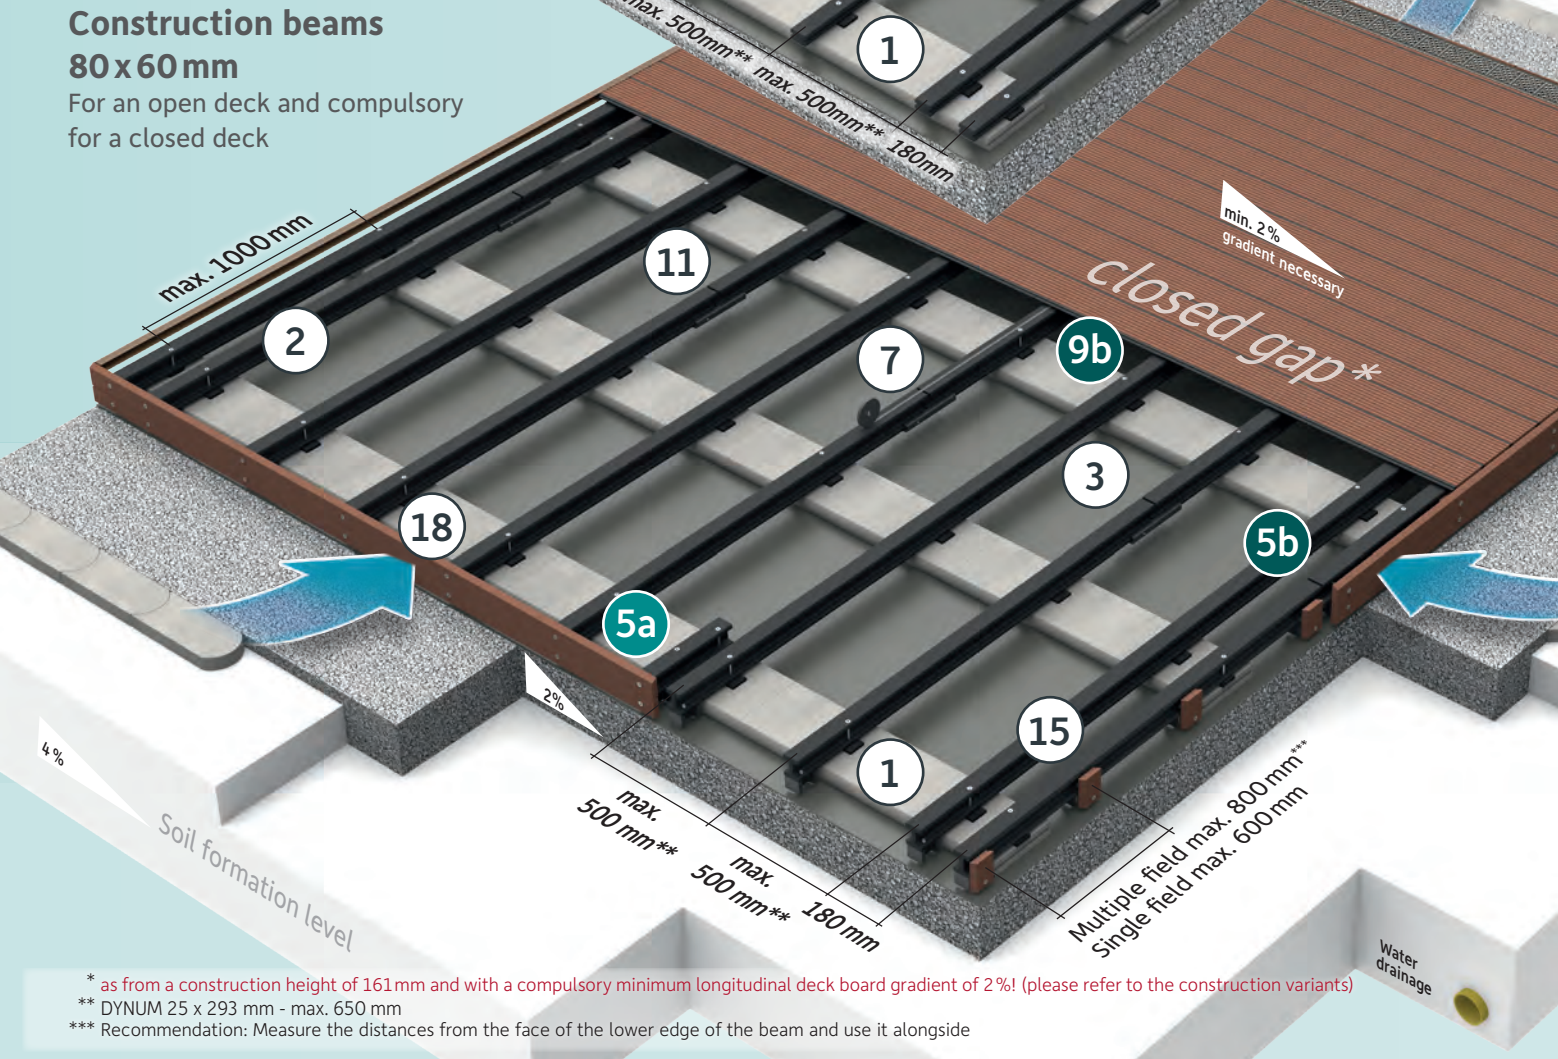 Construction beams
80 x 60 mm
For an open deck and compulsory
for a closed deck
max. 500mm**
max. 500mm**
180mm
1
min. 2%
gradient necessary
closed gap*
max. 1000 mm
2
11
7
9b
3
5b
18
5a
15
1
2%
4%
Soil formation level
max.
500 mm**
max.
500 mm**
180 mm
Multiple field max. 800 mm***
Single field max. 600 mm
Water
drainage
* as from a construction height of 161 mm and with a compulsory minimum longitudinal deck board gradient of 2%! (please refer to the construction variants)
** DYNUM 25 x 293 mm - max. 650 mm
*** Recommendation: Measure the distances from the face of the lower edge of the beam and use it alongside